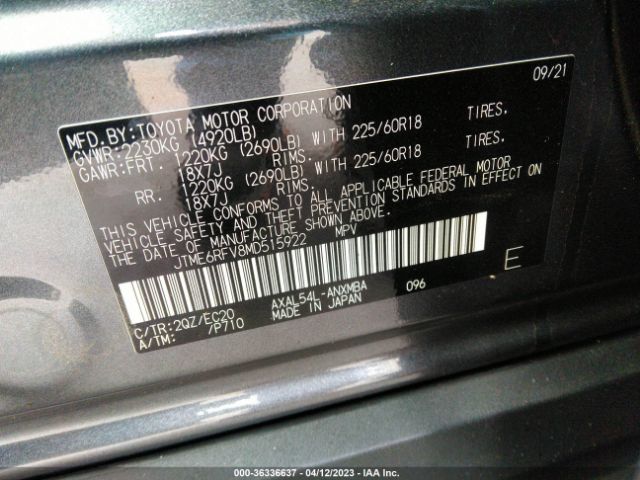 09/21
MFD.BY:TOYOTA MOTOR CORPORATION
GVWR:2230KG (4920LB)
GAWR:FRT. 1220KG (2690LB) WITH 225/60R18 TIRES.
18X7J RIMS.
RR. 1220KG (2690LB) WITH 225/60R18 TIRES.
18X7J RIMS.
THIS VEHICLE CONFORMS TO ALL APPLICABLE FEDERAL MOTOR
VEHICLE SAFETY AND THEFT PREVENTION STANDARDS IN EFFECT ON
THE DATE OF MANUFACTURE SHOWN ABOVE.
JTME6RFV8MD515922 MPV
E
C/TR:2QZ/EC20 AXAL54L-ANXMBA 096
A/TM: /P710 MADE IN JAPAN
000-36336637 - 04/12/2023 - IAA Inc.